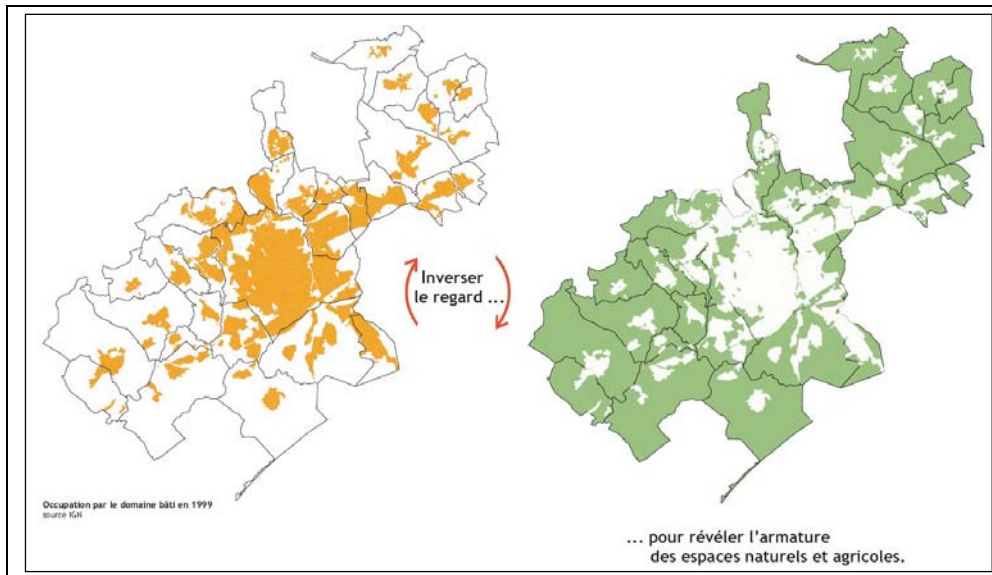 Inverser
le regard ...
Occupation par le domaine bâti en 1999
source IGN
... pour révéler l'armature
des espaces naturels et agricoles.